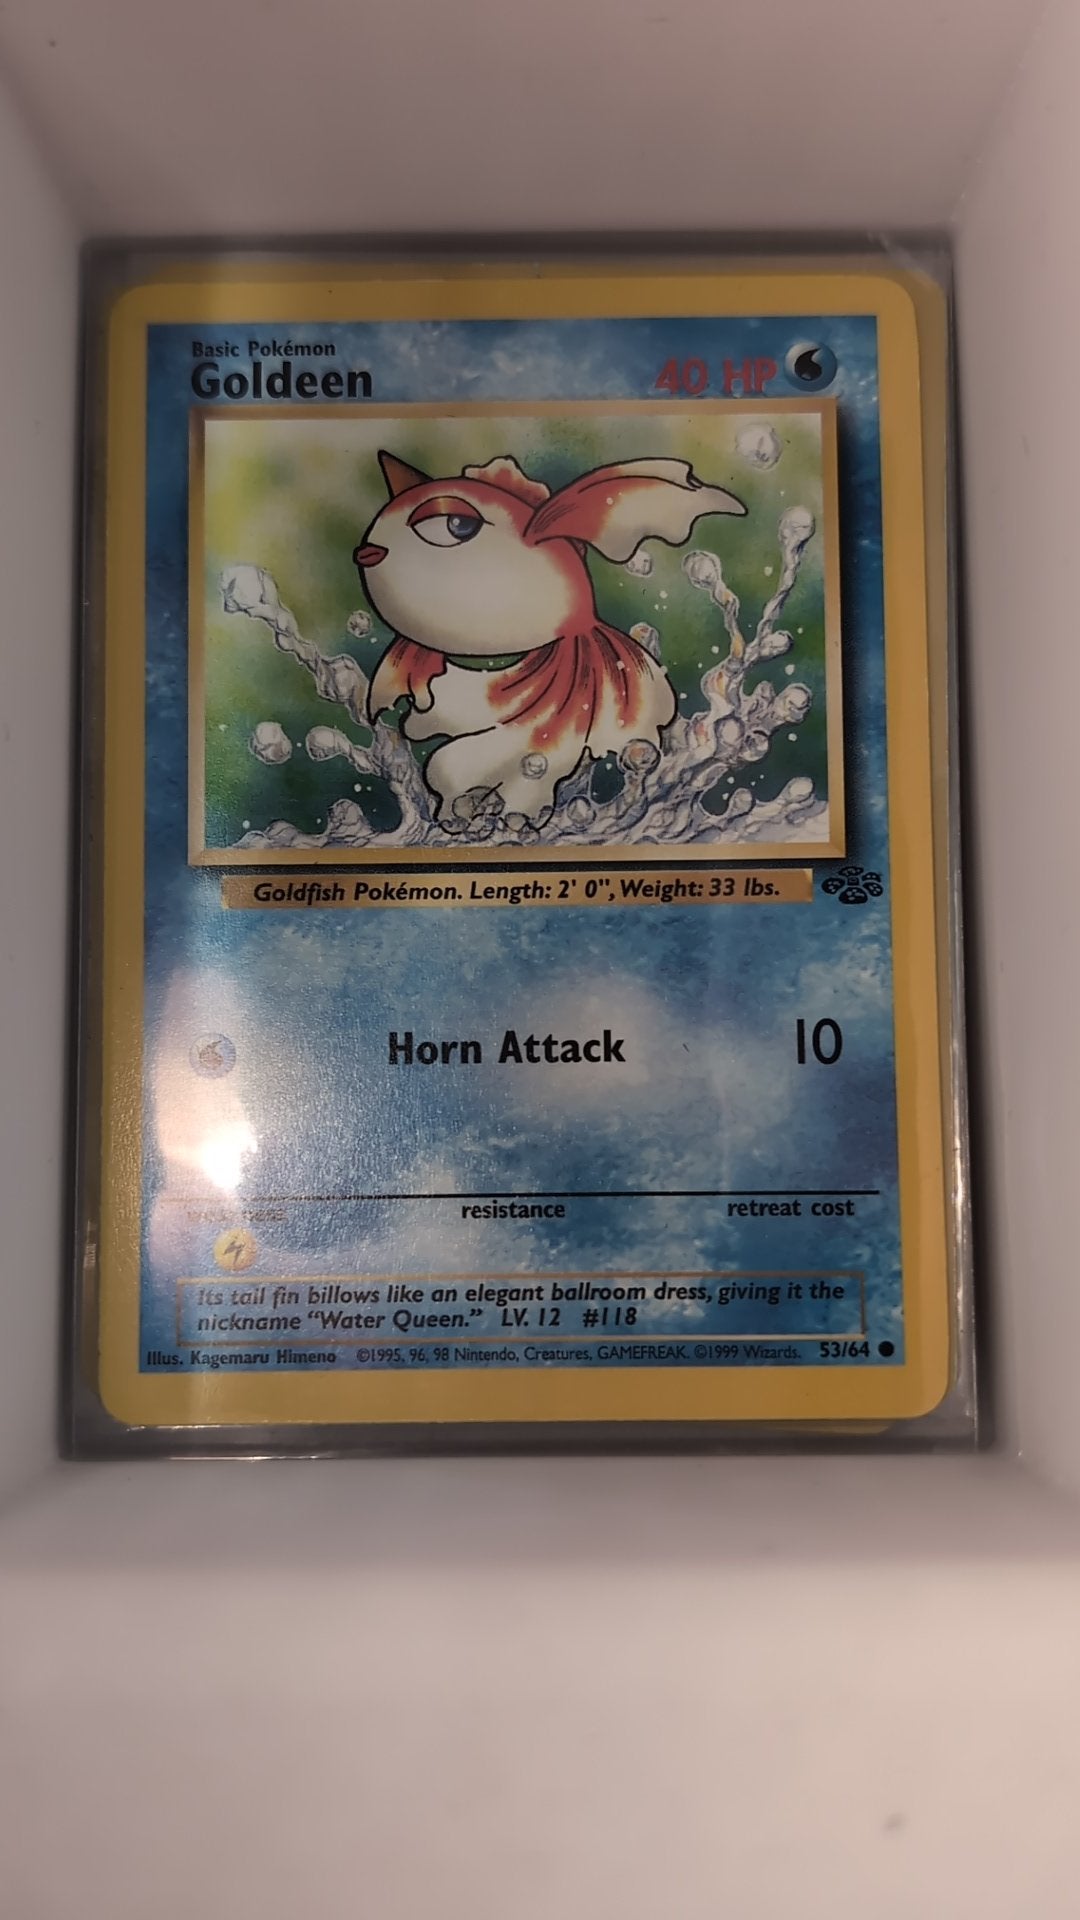 Basic Pokémon
Goldeen 40 HP
Goldfish Pokémon. Length: 2' 0", Weight: 33 lbs.
Horn Attack 10
weakness resistance retreat cost
Its tail fin billows like an elegant ballroom dress, giving it the
nickname “Water Queen.” LV. 12 #118
Illus. Kagemaru Himeno ©1995, 96, 98 Nintendo, Creatures, GAMEFREAK. ©1999 Wizards. 53/64